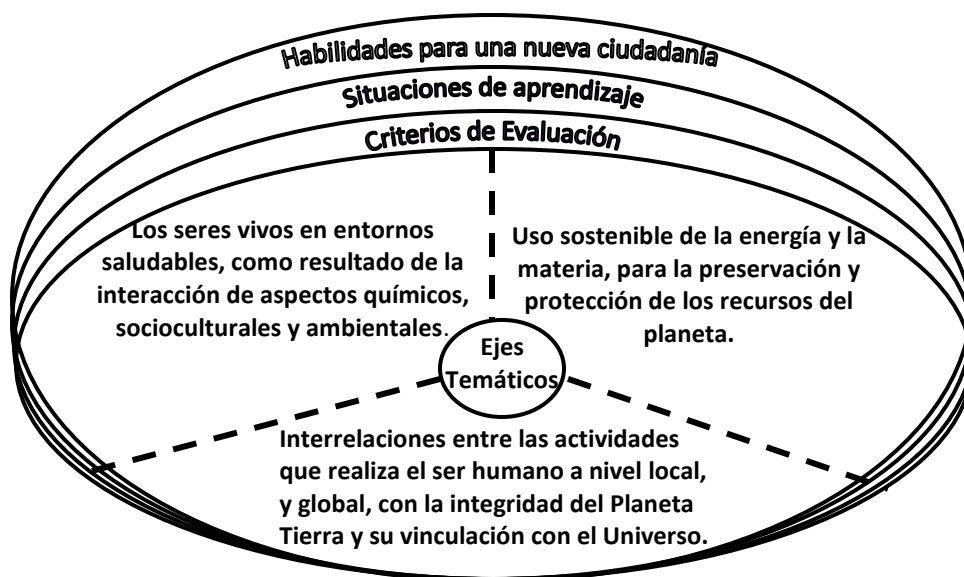 Habilidades para una nueva ciudadanía
Situaciones de aprendizaje
Criterios de Evaluación
Los seres vivos en entornos
saludables, como resultado de la
interacción de aspectos químicos,
socioculturales y ambientales.
Uso sostenible de la energía y la
materia, para la preservación y
protección de los recursos del
planeta.
Ejes
Temáticos
Interrelaciones entre las actividades
que realiza el ser humano a nivel local,
y global, con la integridad del Planeta
Tierra y su vinculación con el Universo.